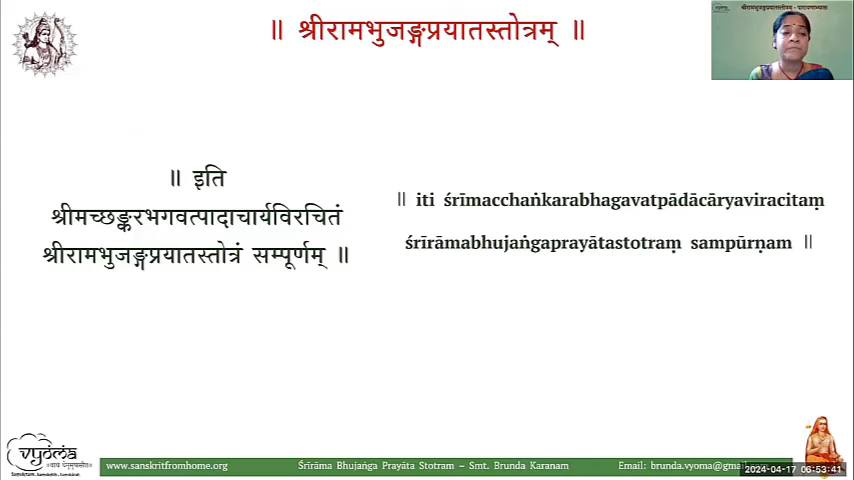 ॥ श्रीरामभुजङ्गप्रयातस्तोत्रम् ॥
॥ इति
श्रीमच्छङ्करभगवत्पादाचार्यविरचितं
श्रीरामभुजङ्गप्रयातस्तोत्रं सम्पूर्णम् ॥
॥ iti śrīmacchaṅkarabhagavatpādācāryaviracitaṃ
śrīrāmabhujaṅgaprayātastotraṃ sampūrṇam ॥
vyoma
www.sanskritfromhome.org
Śrīrāma Bhujaṅga Prayāta Stotram – Smt. Brunda Karanam
Email: brunda.vyoma@gmail
2024-04-17 06:53:41